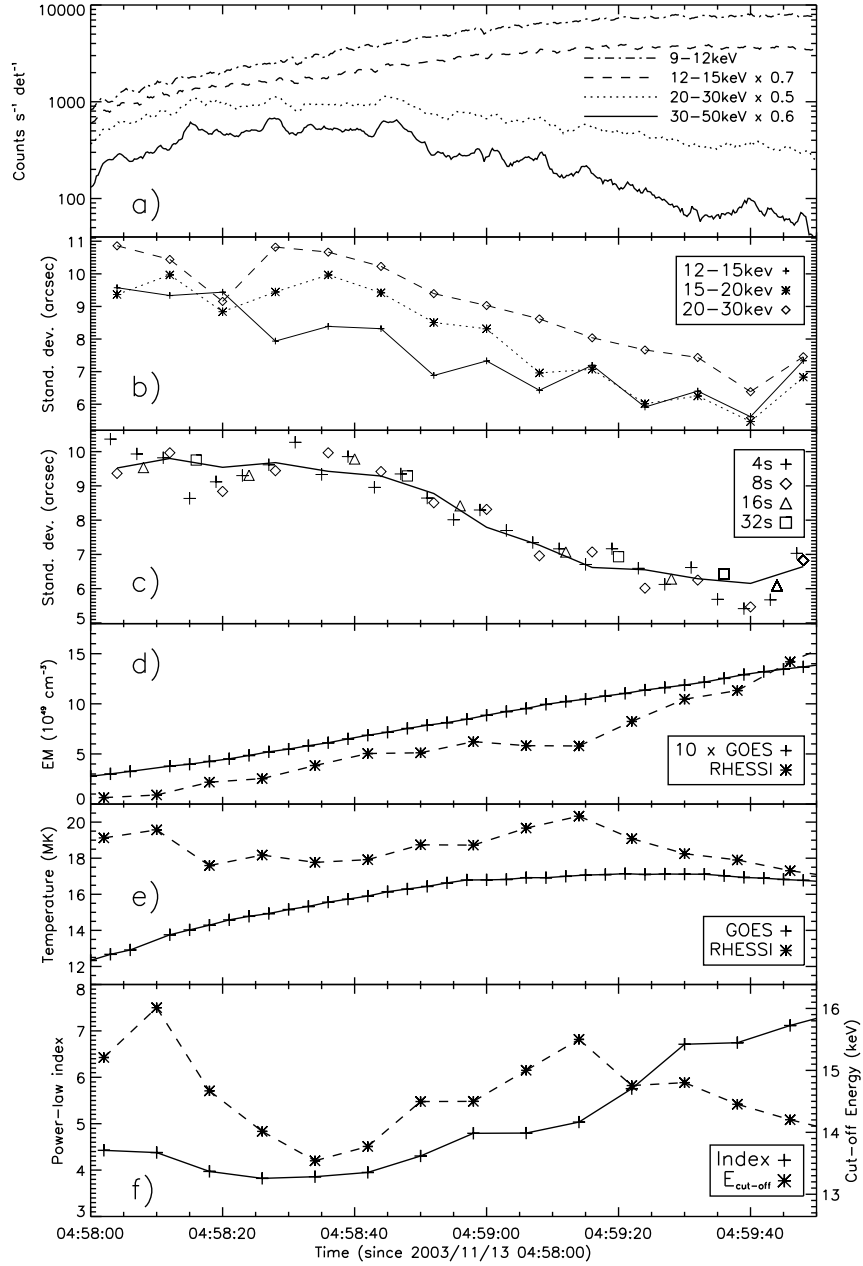 10000
1000
100
Counts s⁻¹ det⁻¹
9−12keV
12−15keV x 0.7
20−30keV x 0.5
30−50keV x 0.6
a)
11
10
9
8
7
6
Stand. dev. (arcsec)
12−15kev
15−20kev
20−30kev
b)
10
9
8
7
6
5
Stand. dev. (arcsec)
4s
8s
16s
32s
c)
15
10
5
0
EM (10⁴⁹ cm⁻³)
d)
10 x GOES
RHESSI
20
18
16
14
12
Temperature (MK)
e)
GOES
RHESSI
8
7
6
5
4
3
Power−law index
16
15
14
13
Cut−off Energy (keV)
Index
E cut−off
f)
04:58:00 04:58:20 04:58:40 04:59:00 04:59:20 04:59:40
Time (since 2003/11/13 04:58:00)